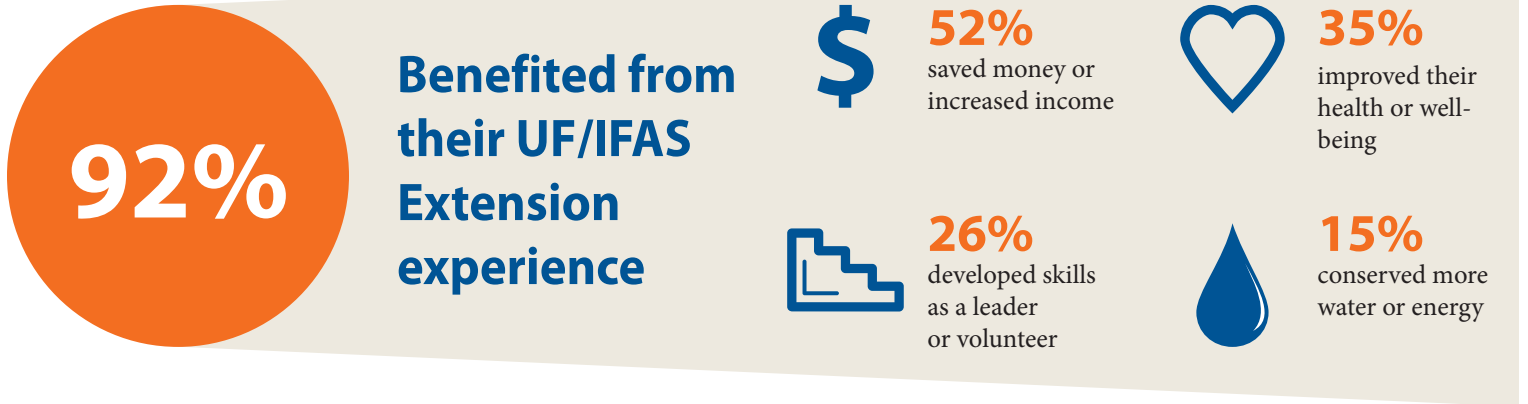 92%
Benefited from
their UF/IFAS
Extension
experience
52%
saved money or
increased income
35%
improved their
health or well-
being
26%
developed skills
as a leader
or volunteer
15%
conserved more
water or energy